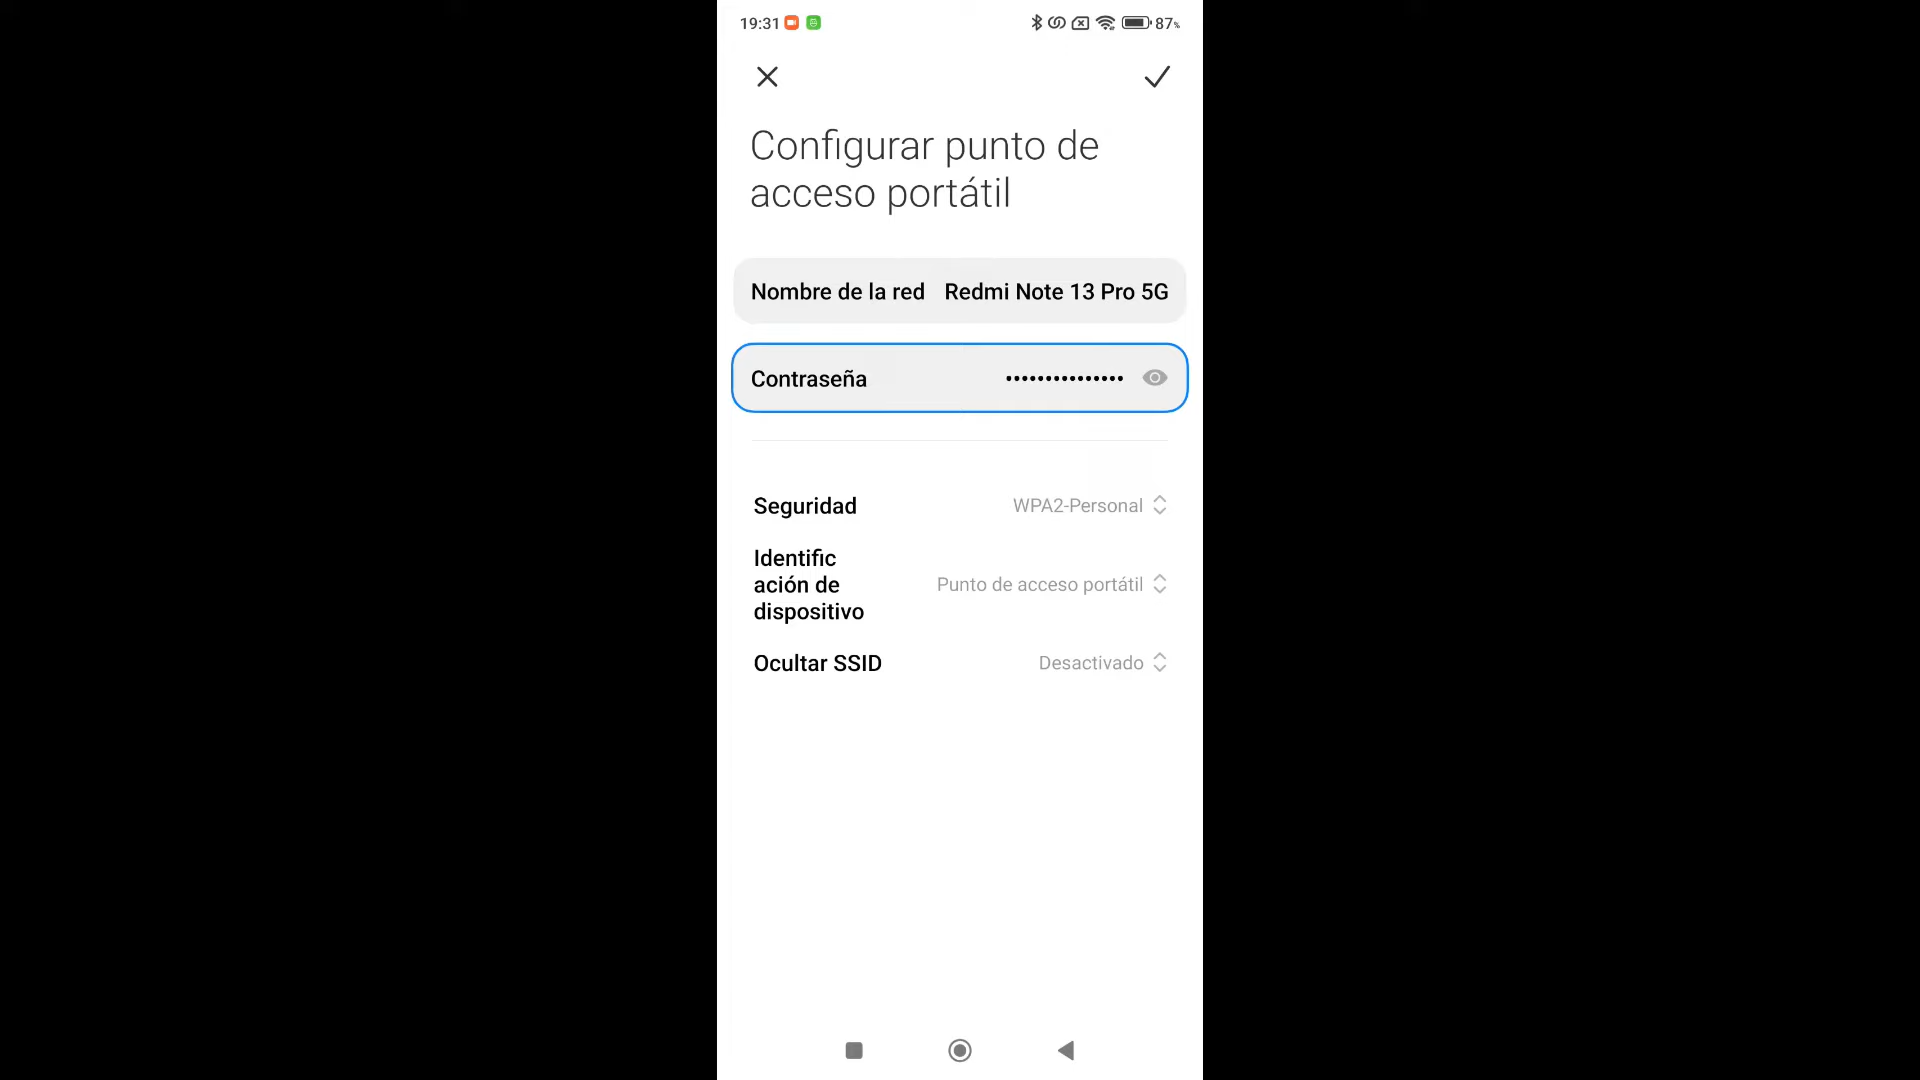 19:31 87%
Configurar punto de
acceso portátil
Nombre de la red Redmi Note 13 Pro 5G
Contraseña •••••••••••••••
Seguridad WPA2-Personal
Identific
ación de
dispositivo
Punto de acceso portátil
Ocultar SSID Desactivado